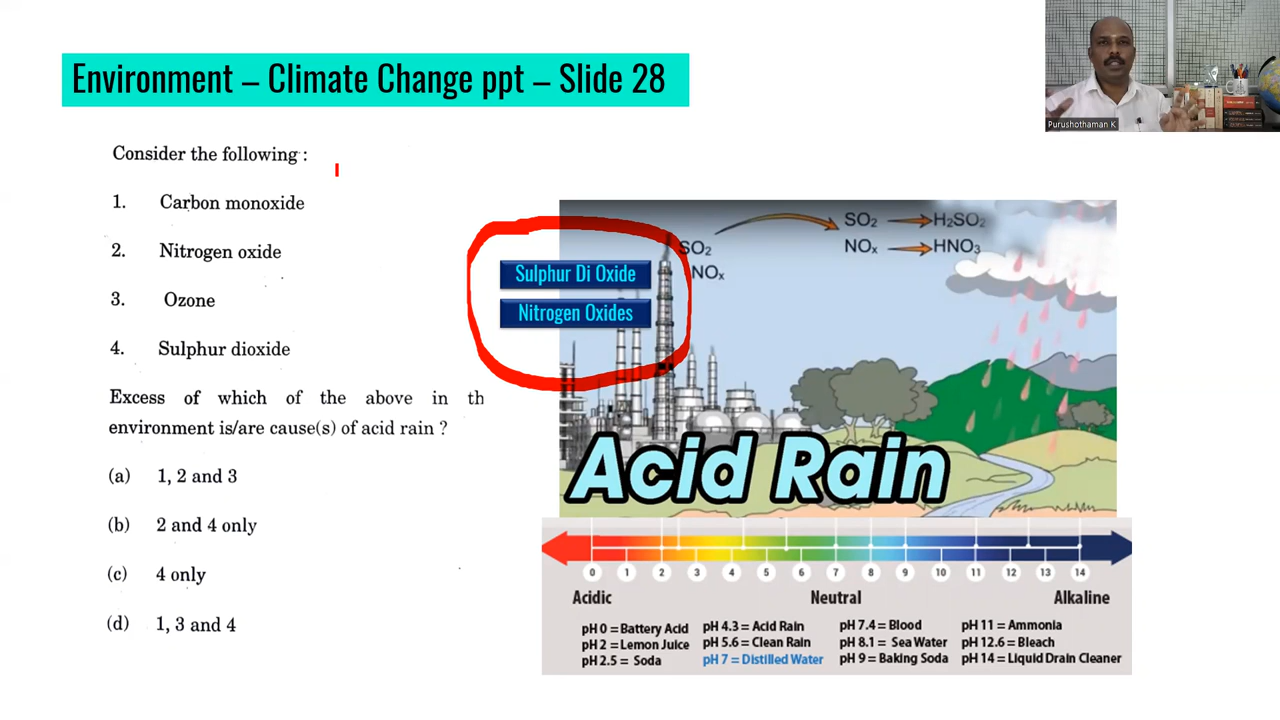 Environment – Climate Change ppt – Slide 28
Purushothaman K
Consider the following :
1. Carbon monoxide
2. Nitrogen oxide
3. Ozone
4. Sulphur dioxide
Excess of which of the above in th
environment is/are cause(s) of acid rain ?
(a) 1, 2 and 3
(b) 2 and 4 only
(c) 4 only
(d) 1, 3 and 4
SO₂ H₂SO₂
NOₓ HNO₃
SO₂
NOₓ
Sulphur Di Oxide
Nitrogen Oxides
Acid Rain
0 1 2 3 4 5 6 7 8 9 10 11 12 13 14
Acidic Neutral Alkaline
pH 0 = Battery Acid
pH 2 = Lemon Juice
pH 2.5 = Soda
pH 4.3 = Acid Rain
pH 5.6 = Clean Rain
pH 7 = Distilled Water
pH 7.4 = Blood
pH 8.1 = Sea Water
pH 9 = Baking Soda
pH 11 = Ammonia
pH 12.6 = Bleach
pH 14 = Liquid Drain Cleaner